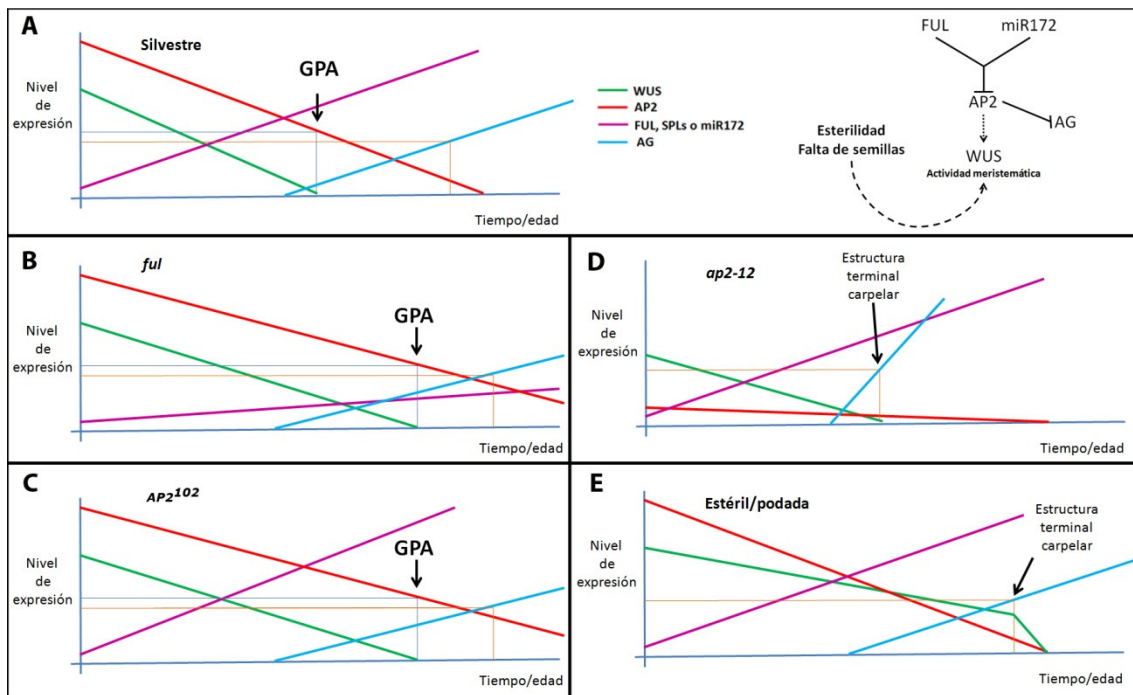 A
Silvestre
GPA
Nivel
de
expresión
Tiempo/edad
WUS
AP2
FUL, SPLs o miR172
AG
FUL
miR172
AP2
AG
WUS
Actividad meristemática
Esterilidad
Falta de semillas
B
ful
GPA
Nivel
de
expresión
Tiempo/edad
D
ap2-12
Estructura
terminal
carpelar
Nivel
de
expresión
Tiempo/edad
C
AP2¹⁰²
GPA
Nivel
de
expresión
Tiempo/edad
E
Estéril/podada
Estructura
terminal
carpelar
Nivel
de
expresión
Tiempo/edad